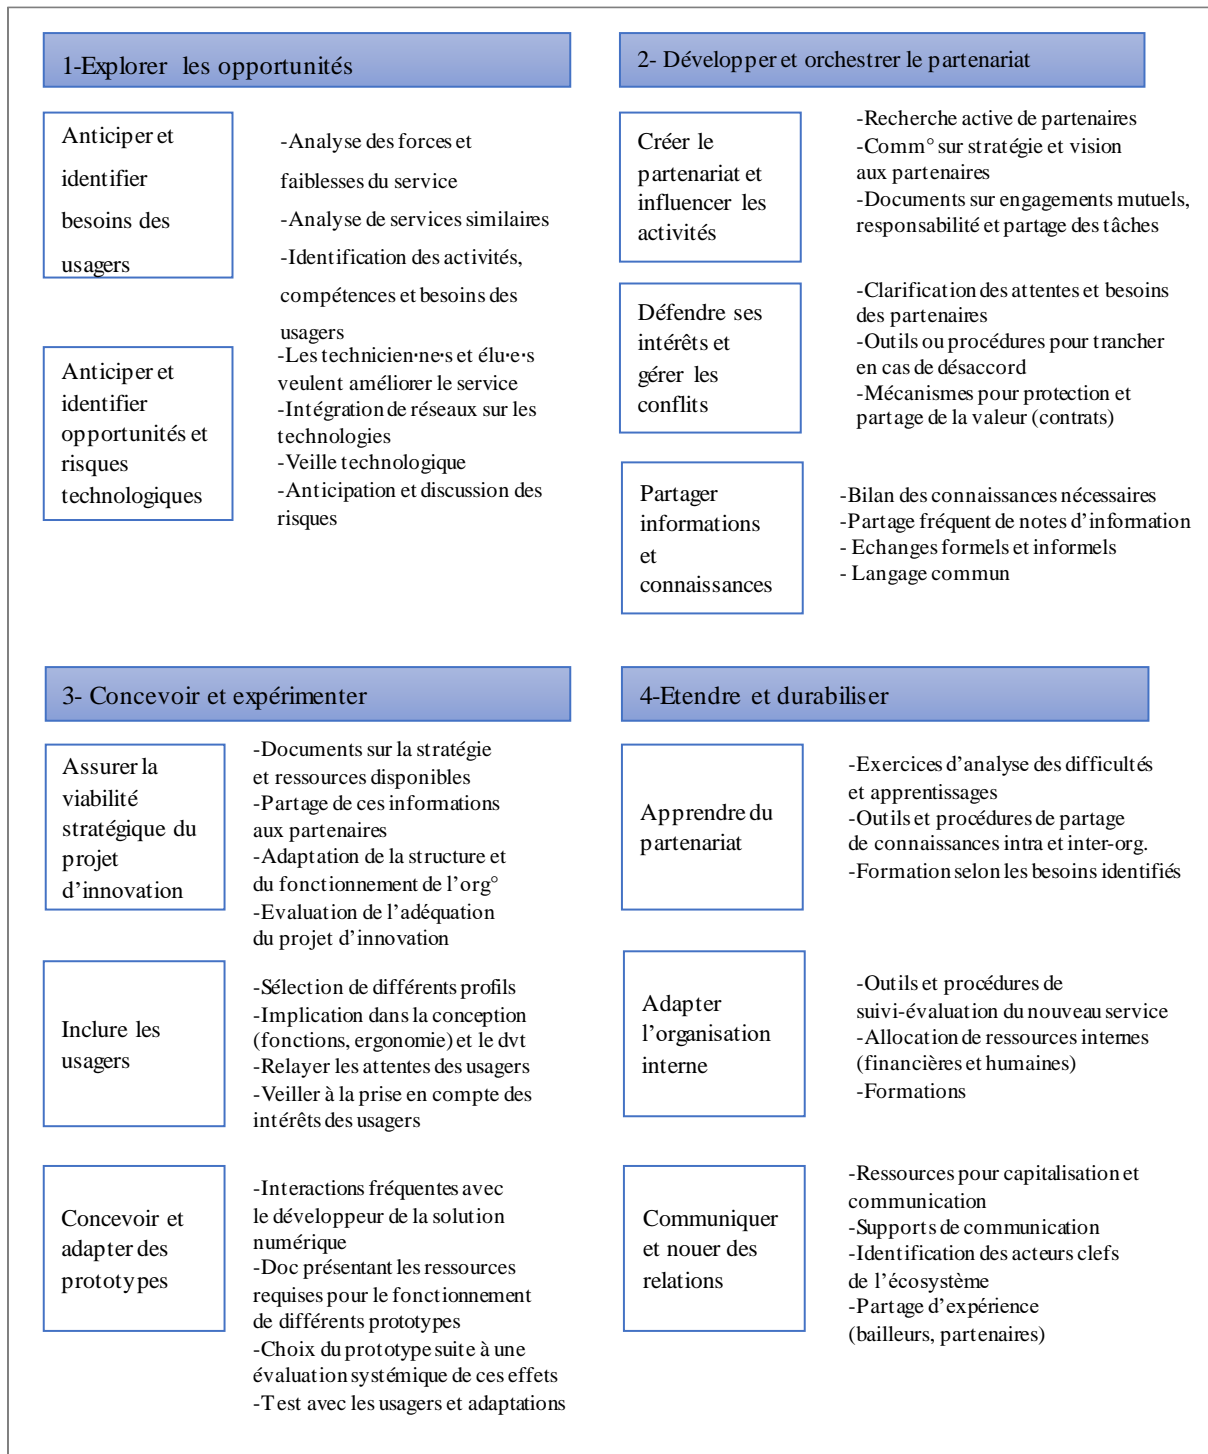 1-Explorer les opportunités
Anticiper et
identifier
besoins des
usagers
-Analyse des forces et
faiblesses du service
-Analyse de services similaires
-Identification des activités,
compétences et besoins des
usagers
Anticiper et
identifier
opportunités et
risques
technologiques
-Les technicien·ne·s et élu·e·s
veulent améliorer le service
-Intégration de réseaux sur les
technologies
-Veille technologique
-Anticipation et discussion des
risques
2- Développer et orchestrer le partenariat
Créer le
partenariat et
influencer les
activités
-Recherche active de partenaires
-Comm° sur stratégie et vision
aux partenaires
-Documents sur engagements mutuels,
responsabilité et partage des tâches
Défendre ses
intérêts et
gérer les
conflits
-Clarification des attentes et besoins
des partenaires
-Outils ou procédures pour trancher
en cas de désaccord
-Mécanismes pour protection et
partage de la valeur (contrats)
Partager
informations
et
connaissances
-Bilan des connaissances nécessaires
-Partage fréquent de notes d’information
- Echanges formels et informels
- Langage commun
3- Concevoir et expérimenter
Assurer la
viabilité
stratégique du
projet
d’innovation
-Documents sur la stratégie
et ressources disponibles
-Partage de ces informations
aux partenaires
-Adaptation de la structure et
du fonctionnement de l’org°
-Evaluation de l’adéquation
du projet d’innovation
Inclure les
usagers
-Sélection de différents profils
-Implication dans la conception
(fonctions, ergonomie) et le dvt
-Relayer les attentes des usagers
-Veiller à la prise en compte des
intérêts des usagers
Concevoir et
adapter des
prototypes
-Interactions fréquentes avec
le développeur de la solution
numérique
-Doc présentant les ressources
requises pour le fonctionnement
de différents prototypes
-Choix du prototype suite à une
évaluation systémique de ces effets
-Test avec les usagers et adaptations
4-Etendre et durabiliser
Apprendre du
partenariat
-Exercices d’analyse des difficultés
et apprentissages
-Outils et procédures de partage
de connaissances intra et inter-org.
-Formation selon les besoins identifiés
Adapter
l’organisation
interne
-Outils et procédures de
suivi-évaluation du nouveau service
-Allocation de ressources internes
(financières et humaines)
-Formations
Communiquer
et nouer des
relations
-Ressources pour capitalisation et
communication
-Supports de communication
-Identification des acteurs clefs
de l’écosystème
-Partage d’expérience
(bailleurs, partenaires)